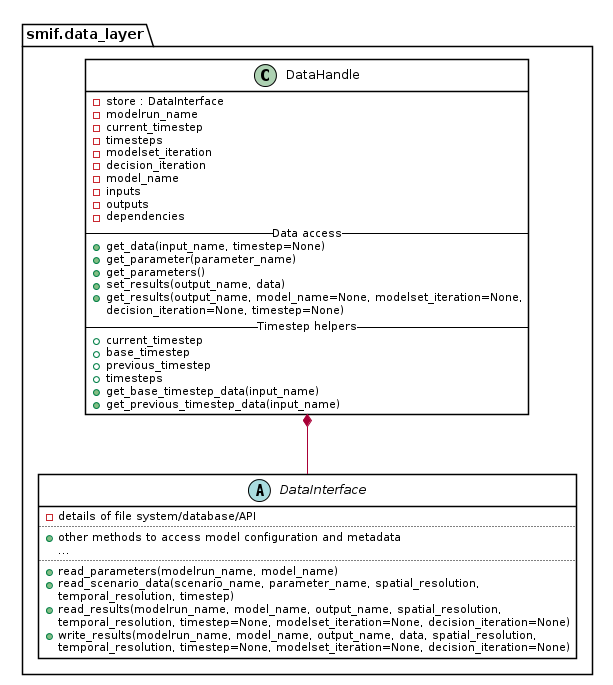 smif.data_layer
C DataHandle
store : DataInterface
modelrun_name
current_timestep
timesteps
modelset_iteration
decision_iteration
model_name
inputs
outputs
dependencies
Data access
get_data(input_name, timestep=None)
get_parameter(parameter_name)
get_parameters()
set_results(output_name, data)
get_results(output_name, model_name=None, modelset_iteration=None,
decision_iteration=None, timestep=None)
Timestep helpers
current_timestep
base_timestep
previous_timestep
timesteps
get_base_timestep_data(input_name)
get_previous_timestep_data(input_name)
A DataInterface
details of file system/database/API
other methods to access model configuration and metadata
...
read_parameters(modelrun_name, model_name)
read_scenario_data(scenario_name, parameter_name, spatial_resolution,
temporal_resolution, timestep)
read_results(modelrun_name, model_name, output_name, spatial_resolution,
temporal_resolution, timestep=None, modelset_iteration=None, decision_iteration=None)
write_results(modelrun_name, model_name, output_name, data, spatial_resolution,
temporal_resolution, timestep=None, modelset_iteration=None, decision_iteration=None)